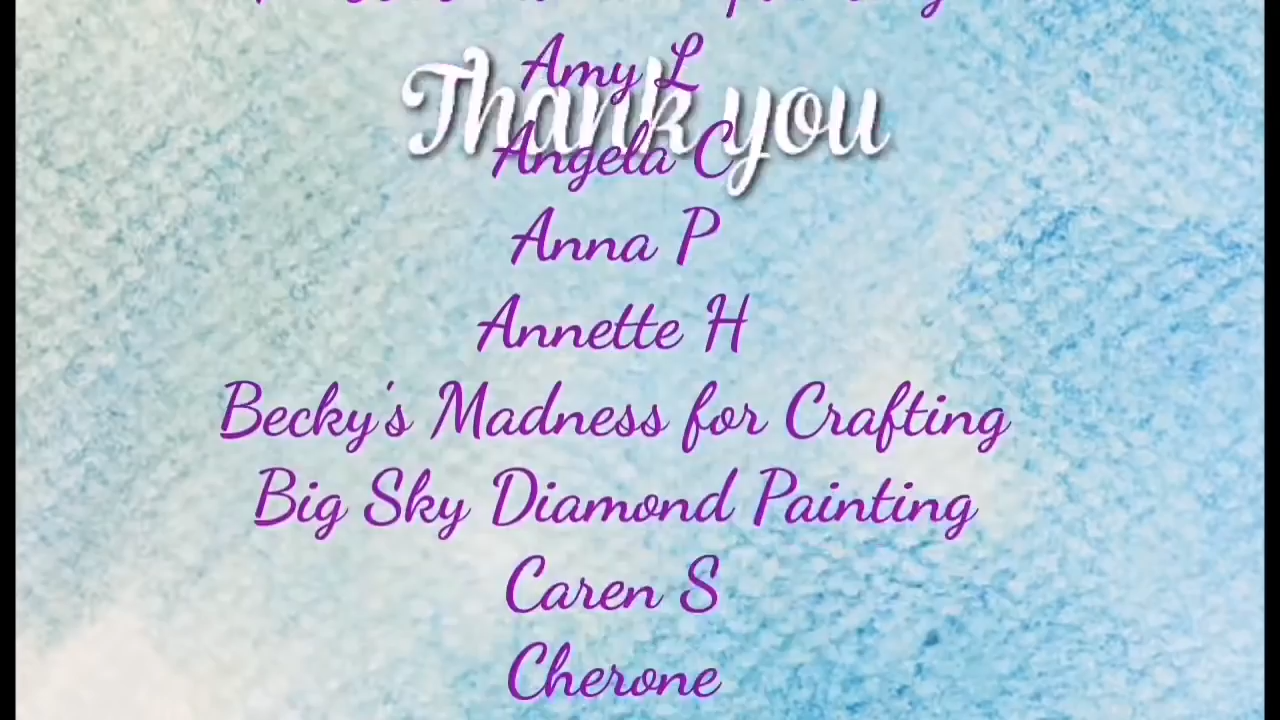 Amy L
Thank you
Angela C
Anna P
Annette H
Becky's Madness for Crafting
Big Sky Diamond Painting
Caren S
Cherone